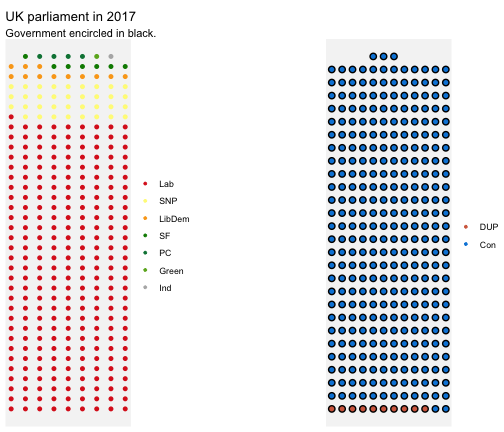 UK parliament in 2017
Government encircled in black.
Lab
SNP
LibDem
SF
PC
Green
Ind
DUP
Con